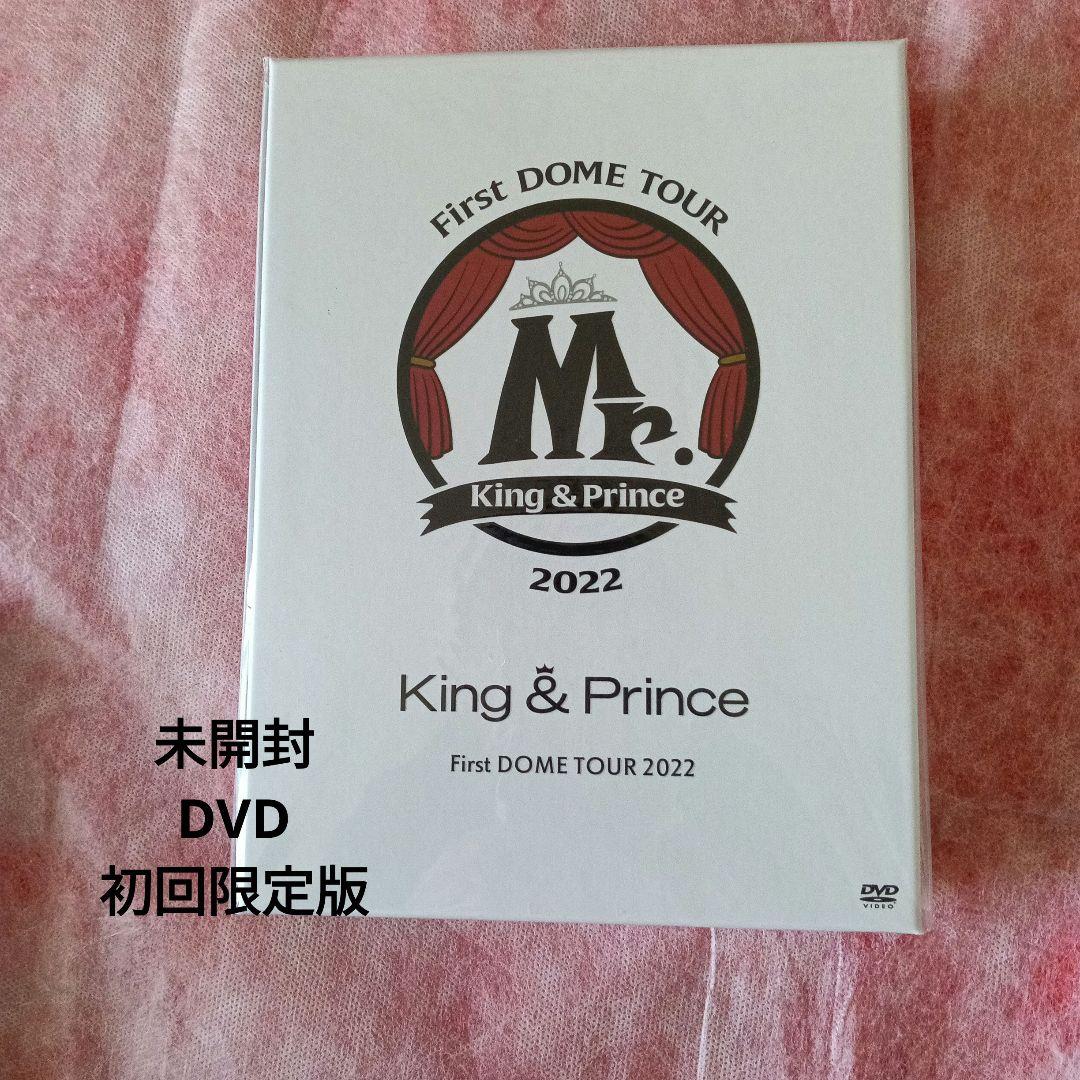 First DOME TOUR
Mr.
King & Prince
2022
King & Prince
First DOME TOUR 2022
未開封
DVD
初回限定版
DVD
VIDEO